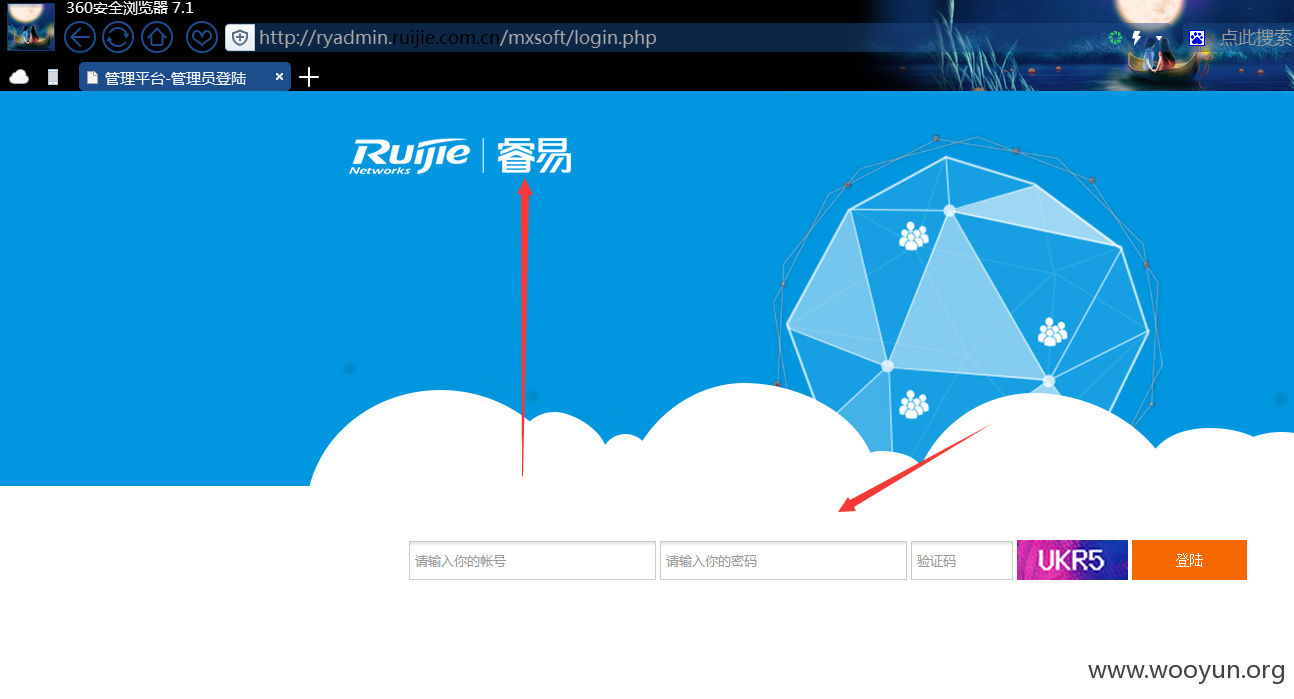 360安全浏览器 7.1
http://ryadmin.ruijie.com.cn/mxsoft/login.php
点此搜索
管理平台-管理员登陆
Ruijie Networks 睿易
请输入你的帐号 请输入你的密码 验证码 UKR5 登陆
www.wooyun.org